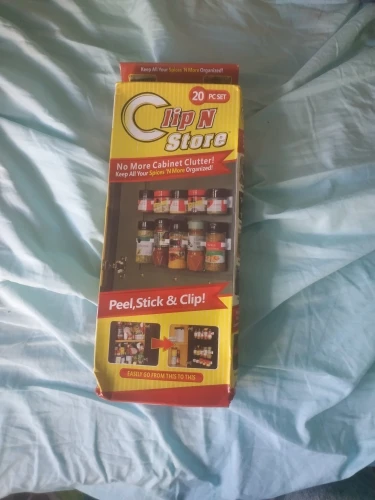 Keep All Your Spices 'N More Organized!
20 PC SET
Clip N
Store
No More Cabinet Clutter!
Keep All Your Spices 'N More Organized!
Peel, Stick & Clip!
EASILY GO FROM THIS TO THIS